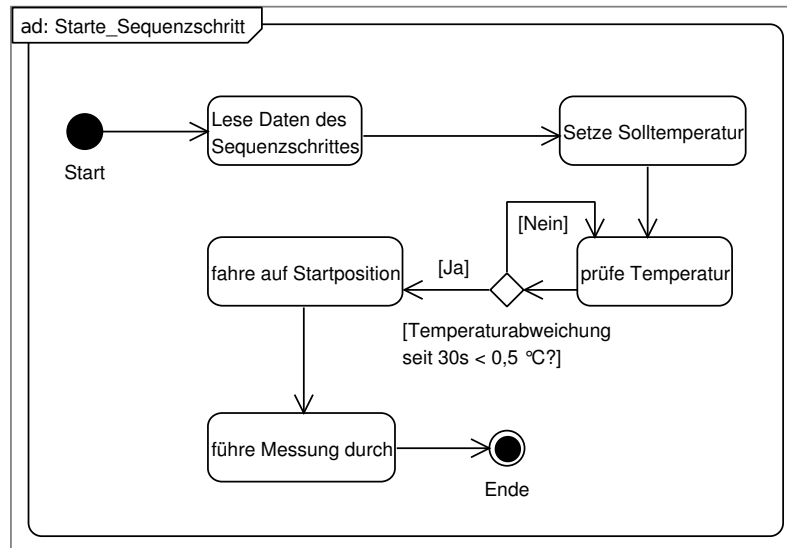 ad: Starte_Sequenzschritt
Lese Daten des
Sequenzschrittes
Setze Solltemperatur
Start
[Nein]
fahre auf Startposition
[Ja]
prüfe Temperatur
[Temperaturabweichung
seit 30s < 0,5 °C?]
führe Messung durch
Ende